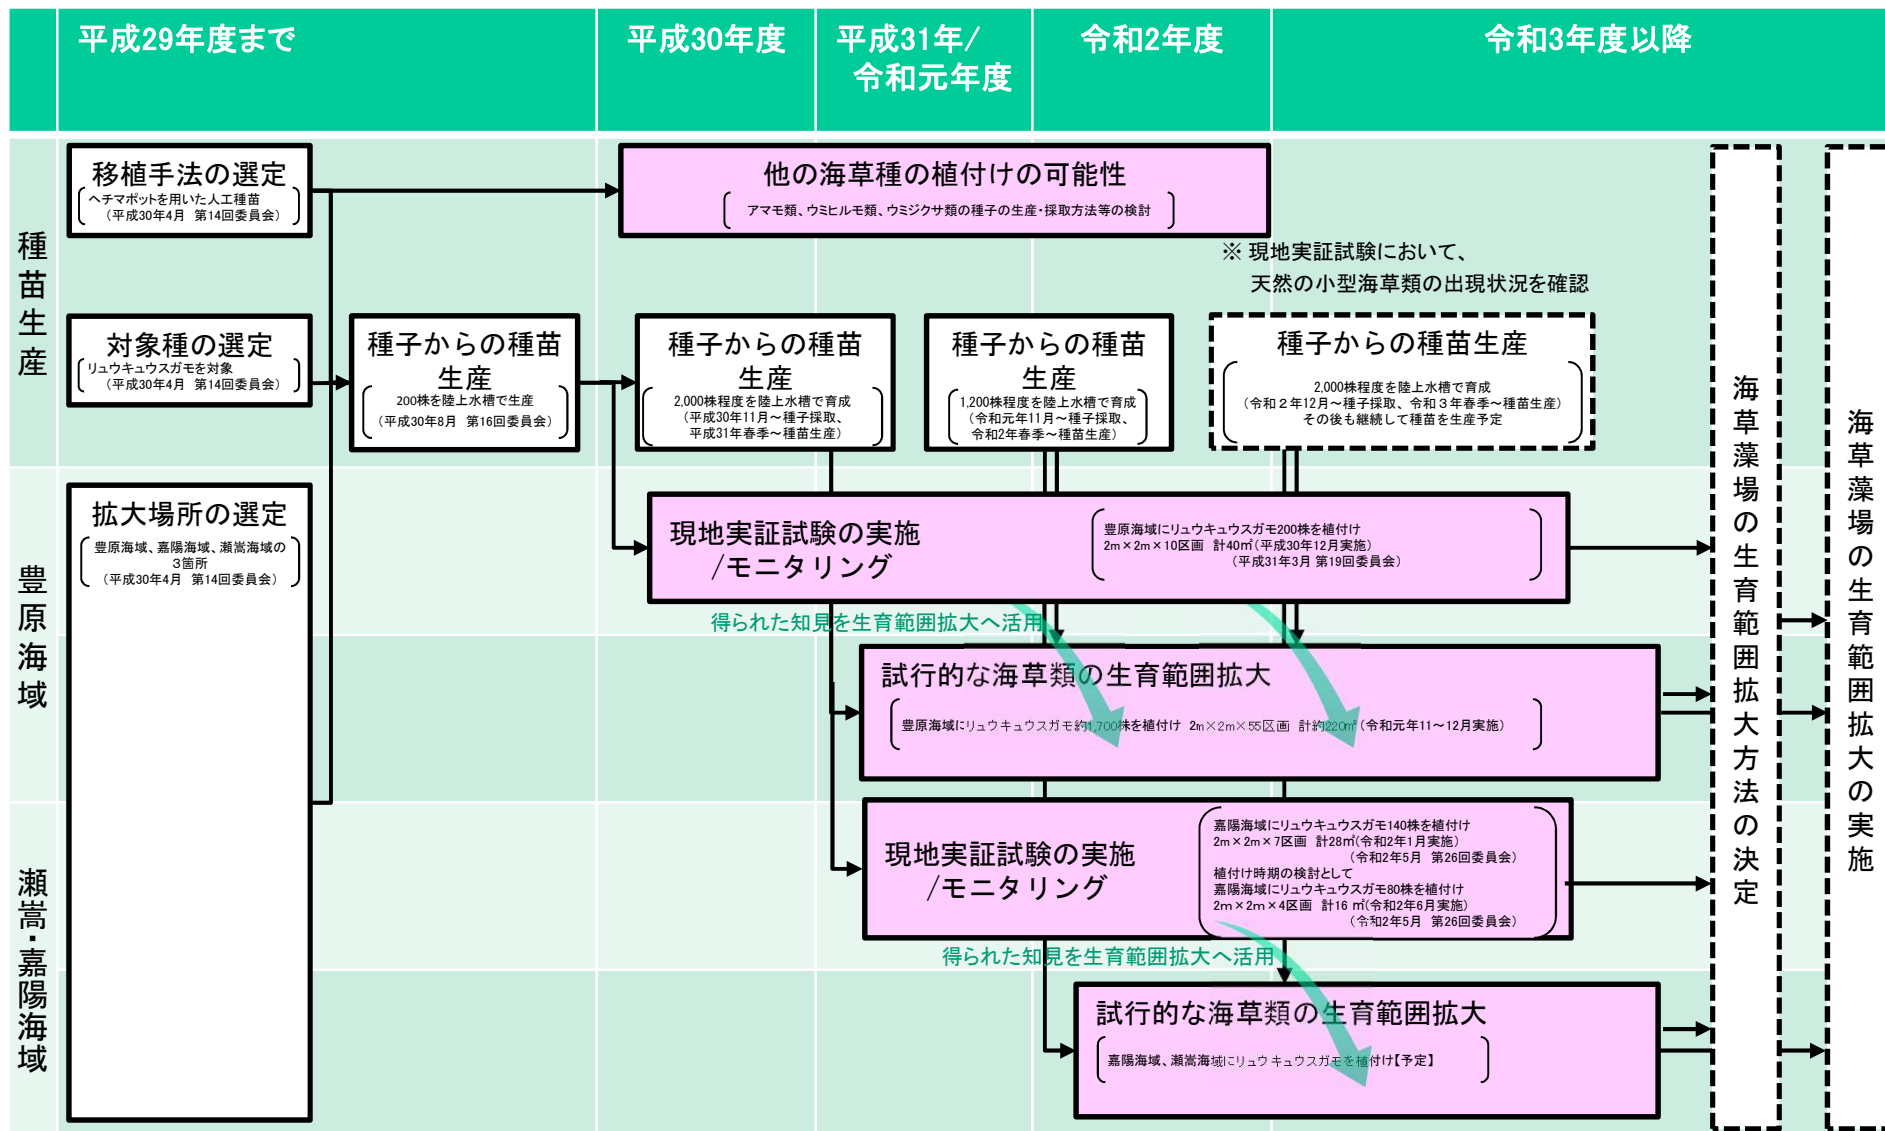 平成29年度まで
平成30年度
平成31年/
令和元年度
令和2年度
令和3年度以降
種苗生産
移植手法の選定
ヘチマポットを用いた人工種苗
(平成30年4月 第14回委員会)
他の海草種の植付けの可能性
アマモ類、ウミヒルモ類、ウミジグサ類の種子の生産・採取方法等の検討
※ 現地実証試験において、
天然の小型海草類の出現状況を確認
対象種の選定
リュウキュウスガモを対象
(平成30年4月 第14回委員会)
種子からの種苗
生産
200株を陸上水槽で生産
(平成30年8月 第16回委員会)
種子からの種苗
生産
2,000株程度を陸上水槽で育成
(平成30年11月～種子採取、
平成31年春季～種苗生産)
種子からの種苗
生産
1,200株程度を陸上水槽で育成
(令和元年11月～種子採取、
令和2年春季～種苗生産)
種子からの種苗生産
2,000株程度を陸上水槽で育成
(令和２年12月～種子採取、令和３年春季～種苗生産)
その後も継続して種苗を生産予定
豊原海域
拡大場所の選定
豊原海域、嘉陽海域、瀬嵩海域の
3箇所
(平成30年4月 第14回委員会)
現地実証試験の実施
/モニタリング
豊原海域にリュウキュウスガモ200株を植付け
2m×2m×10区画 計40㎡(平成30年12月実施)
(平成31年3月 第19回委員会)
得られた知見を生育範囲拡大へ活用
試行的な海草類の生育範囲拡大
豊原海域にリュウキュウスガモ約1,700株を植付け 2m×2m×55区画 計約220㎡(令和元年11～12月実施)
瀬嵩・嘉陽海域
現地実証試験の実施
/モニタリング
嘉陽海域にリュウキュウスガモ140株を植付け
2m×2m×7区画 計28㎡(令和2年1月実施)
(令和2年5月 第26回委員会)
植付け時期の検討として
嘉陽海域にリュウキュウスガモ80株を植付け
2m×2m×4区画 計16 ㎡(令和2年6月実施)
(令和2年5月 第26回委員会)
得られた知見を生育範囲拡大へ活用
試行的な海草類の生育範囲拡大
嘉陽海域、瀬嵩海域にリュウキュウスガモを植付け【予定】
海草藻場の生育範囲拡大方法の決定
海草藻場の生育範囲拡大の実施